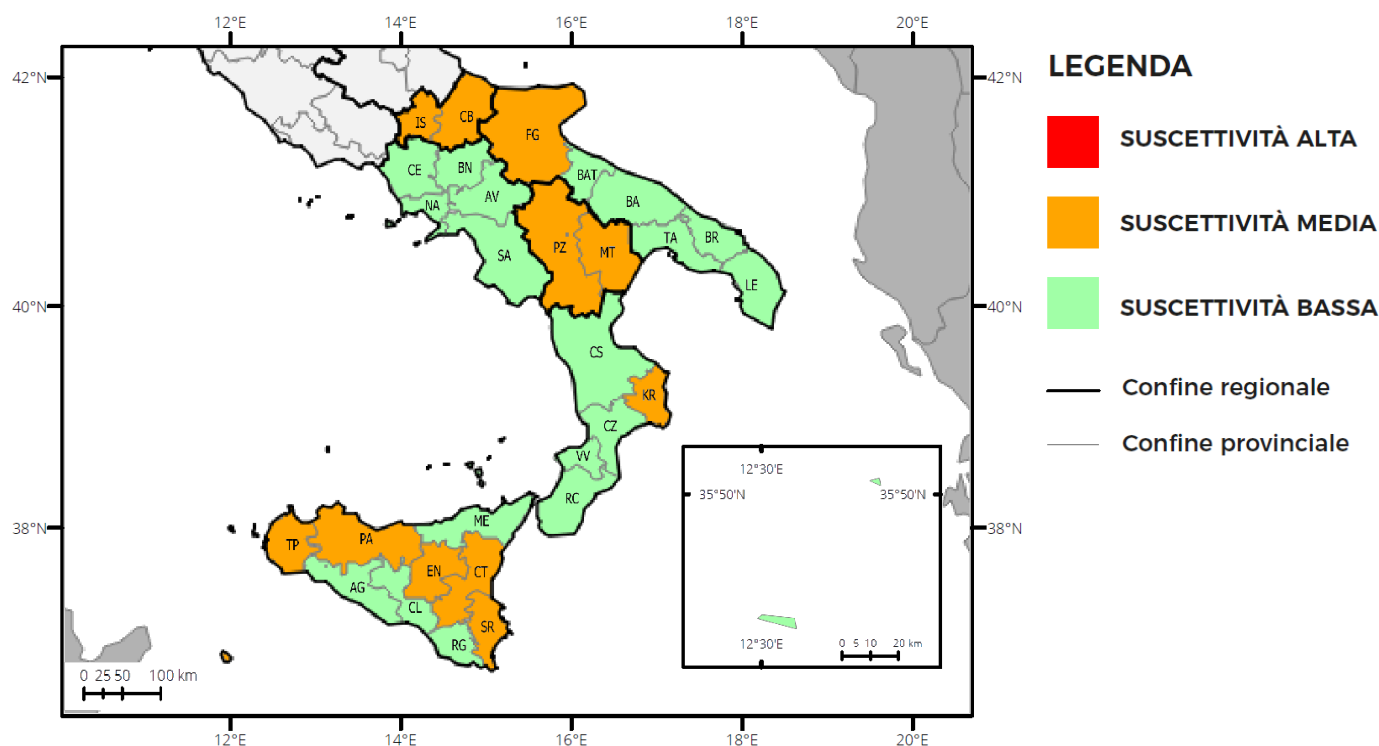 12°E 14°E 16°E 18°E 20°E
42°N 42°N
LEGENDA
SUSCETTIVITÀ ALTA
IS CB FG
CE BN BAT
AV BA
NA
SUSCETTIVITÀ MEDIA
TA BR
PZ MT
SA
LE
40°N 40°N
SUSCETTIVITÀ BASSA
CS
KR
Confine regionale
CZ
Confine provinciale
VV
12°30'E
35°50'N 35°50'N
RC
ME
38°N 38°N
TP PA
EN CT
AG
CL
SR
RG
12°30'E
0 5 10 20 km
0 25 50 100 km
12°E 14°E 16°E 18°E 20°E